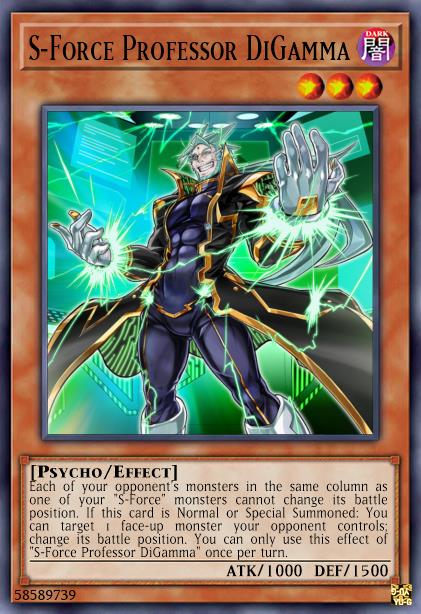 S-Force Professor DiGamma
DARK
闇
[Psycho/Effect]
Each of your opponent's monsters in the same column as
one of your "S-Force" monsters cannot change its battle
position. If this card is Normal or Special Summoned: You
can target 1 face-up monster your opponent controls;
change its battle position. You can only use this effect of
"S-Force Professor DiGamma" once per turn.
ATK/1000 DEF/1500
58589739